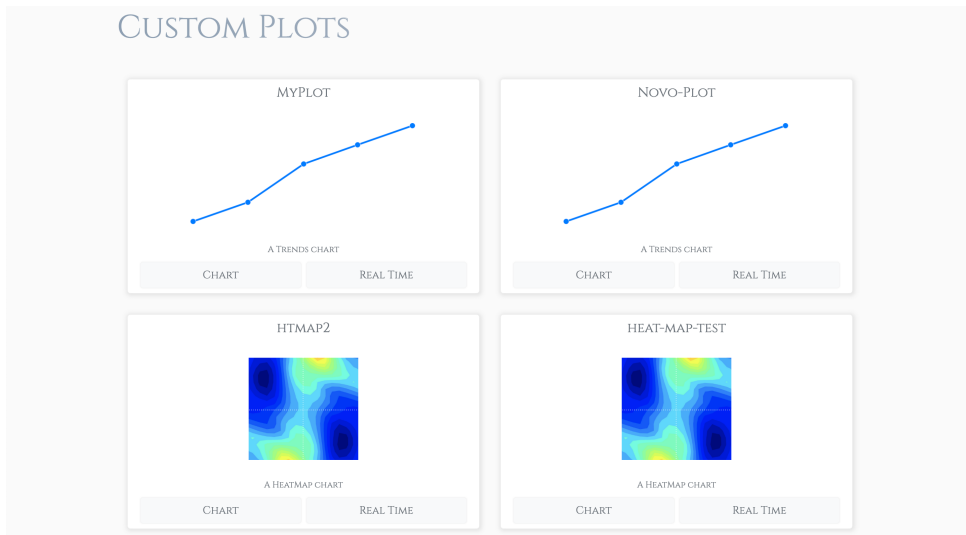 Custom Plots
MyPlot
Novo-Plot
A Trends chart
A Trends chart
Chart
Real Time
Chart
Real Time
htmap2
heat-map-test
A HeatMap chart
A HeatMap chart
Chart
Real Time
Chart
Real Time